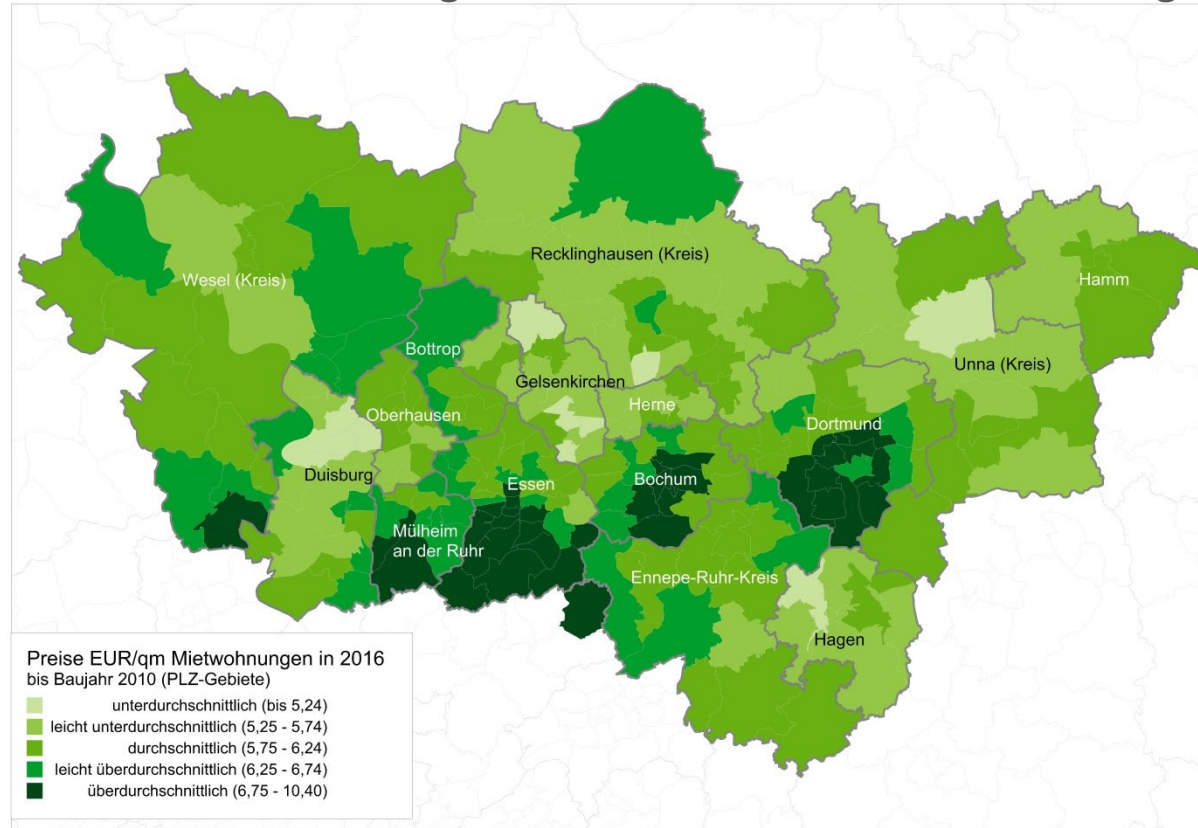 Recklinghausen (Kreis)
Wesel (Kreis)
Hamm
Bottrop
Unna (Kreis)
Gelsenkirchen
Herne
Oberhausen
Dortmund
Duisburg
Essen
Bochum
Mülheim
an der Ruhr
Ennepe-Ruhr-Kreis
Hagen
Preise EUR/qm Mietwohnungen in 2016
bis Baujahr 2010 (PLZ-Gebiete)
unterdurchschnittlich (bis 5,24)
leicht unterdurchschnittlich (5,25 - 5,74)
durchschnittlich (5,75 - 6,24)
leicht überdurchschnittlich (6,25 - 6,74)
überdurchschnittlich (6,75 - 10,40)